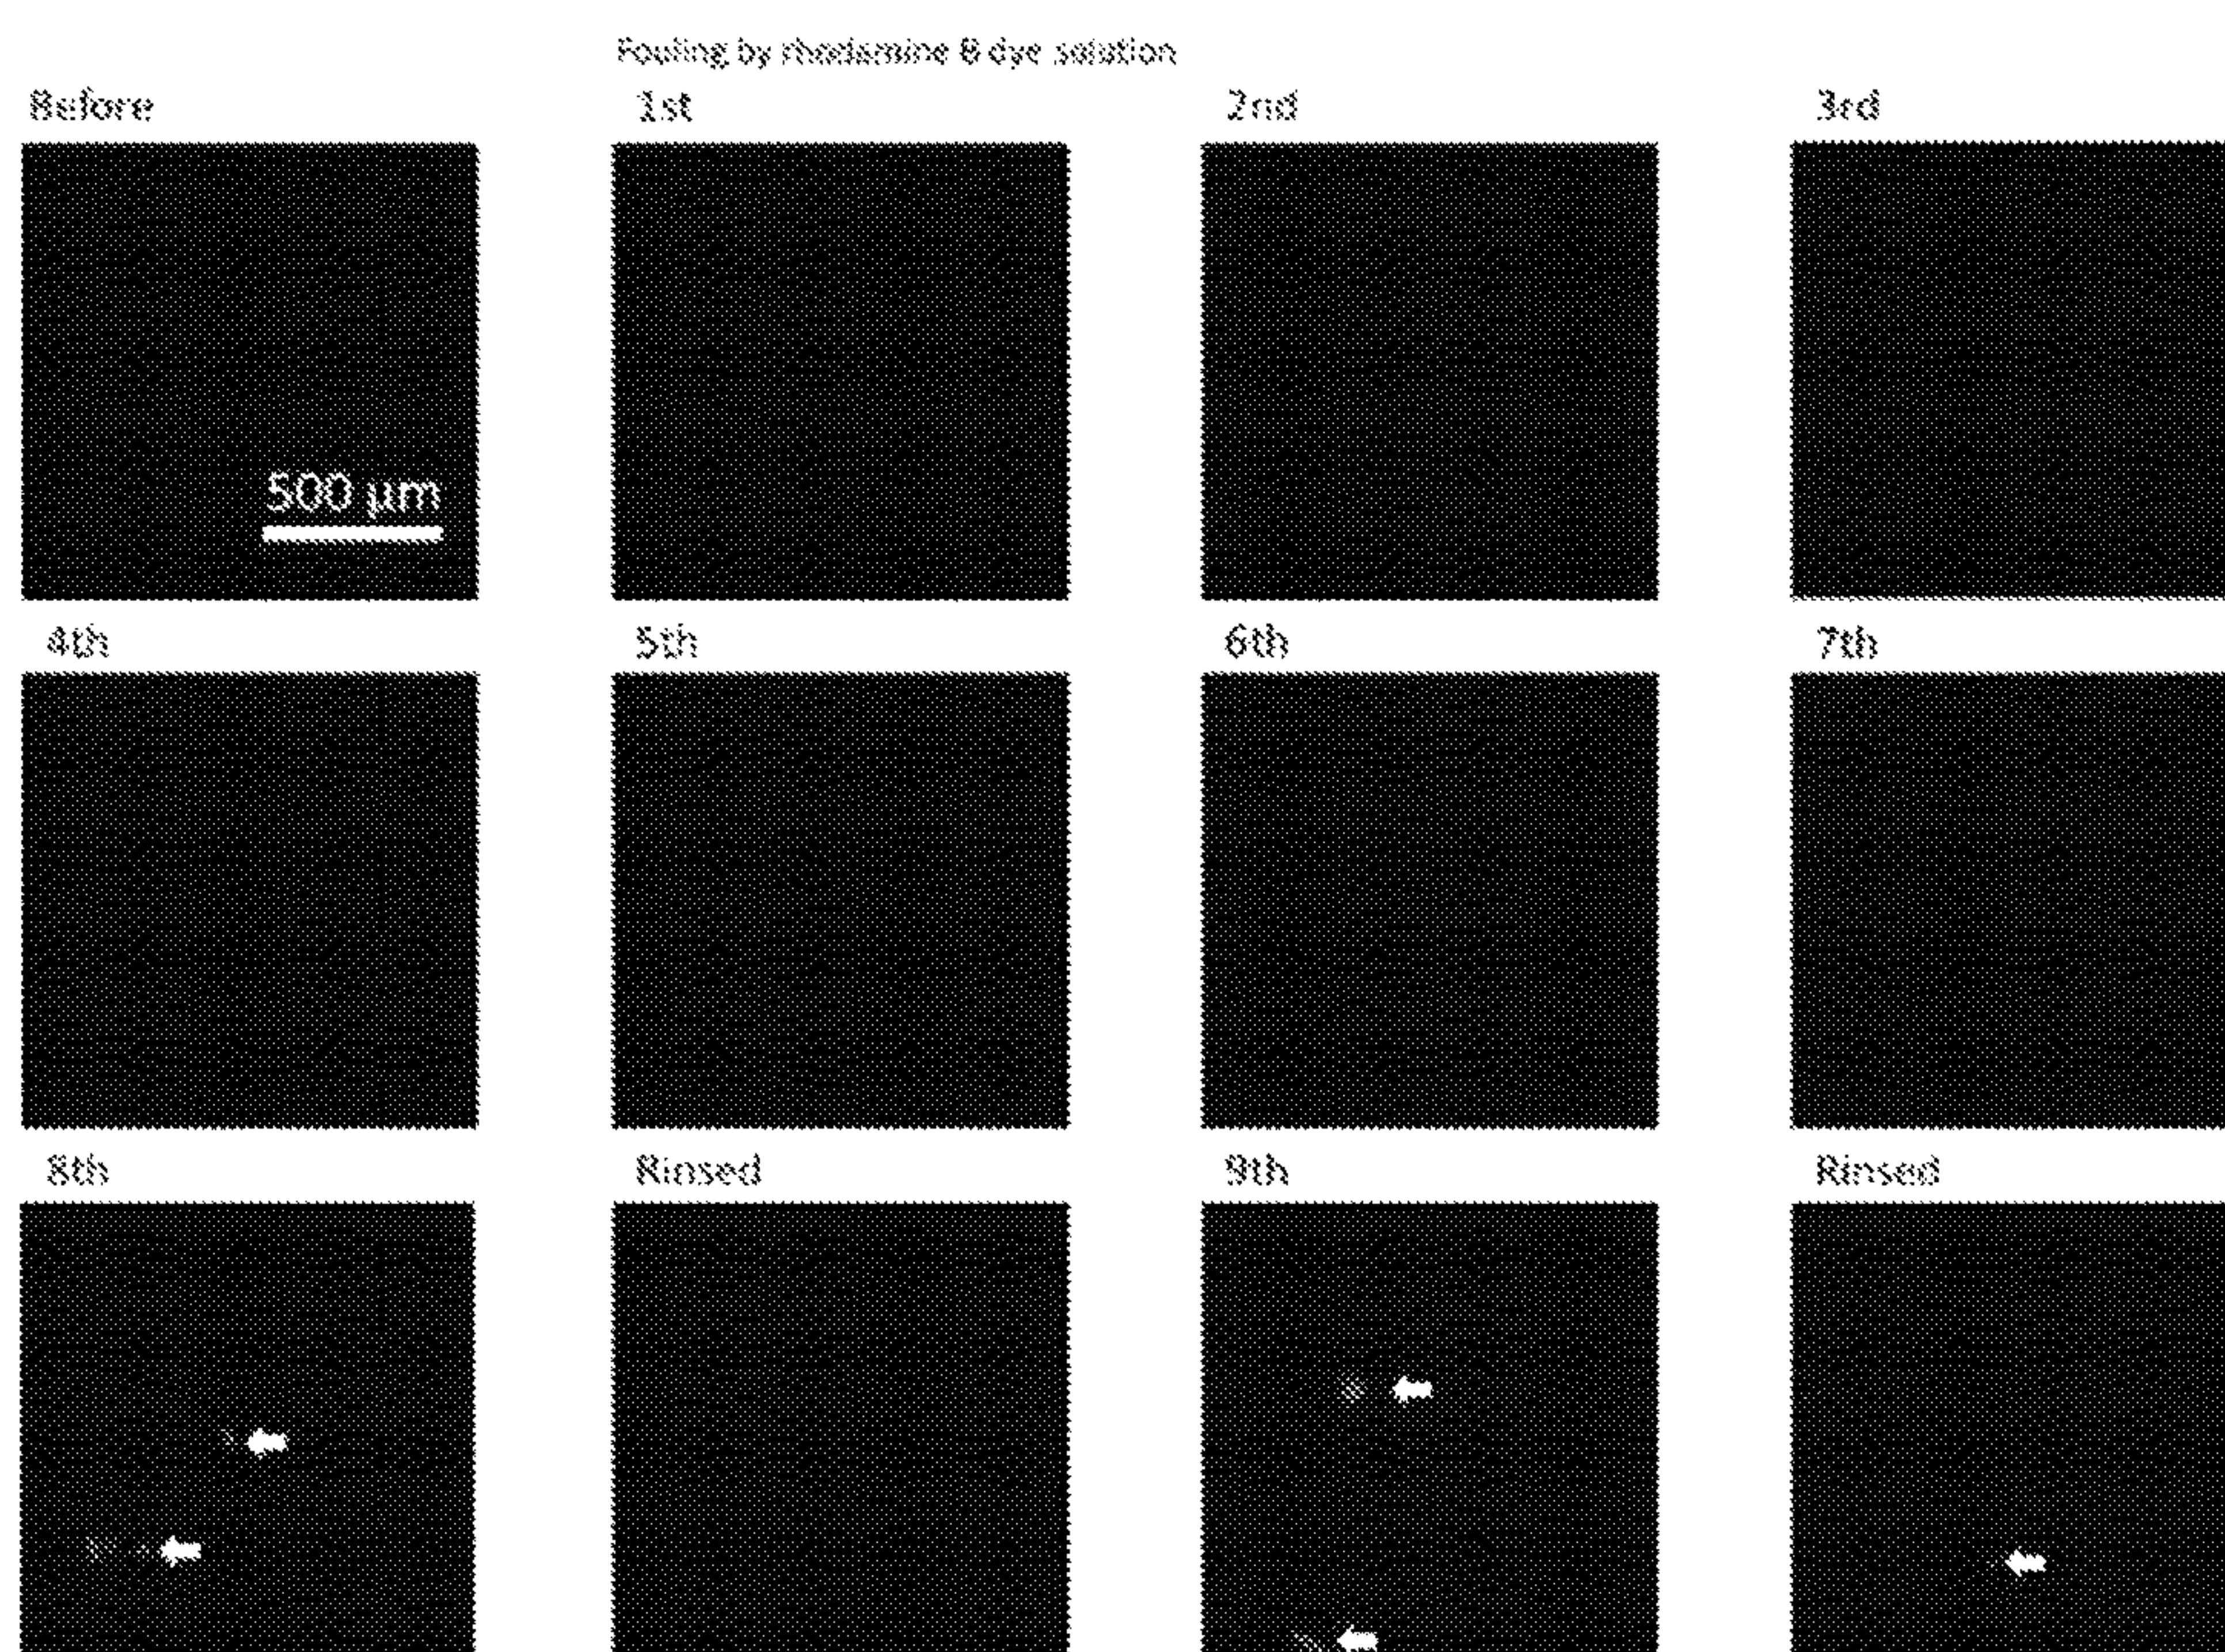 Fouling by rhodamine B dye solution
Before 1st 2nd 3rd
500 µm
4th 5th 6th 7th
8th Rinsed 9th Rinsed